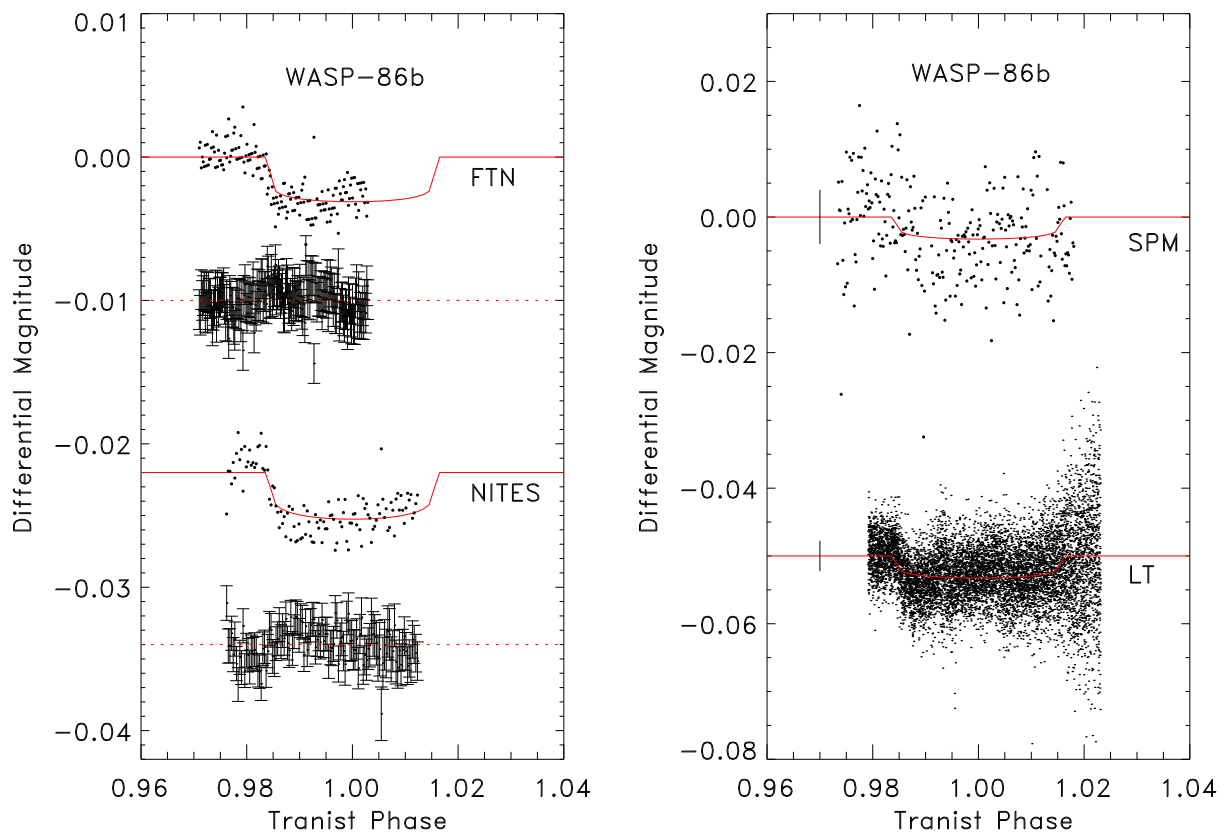 0.01
0.00
-0.01
-0.02
-0.03
-0.04
Differential Magnitude
WASP-86b
FTN
NITES
0.96 0.98 1.00 1.02 1.04
Tranist Phase
0.02
0.00
-0.02
-0.04
-0.06
-0.08
Differential Magnitude
WASP-86b
SPM
LT
0.96 0.98 1.00 1.02 1.04
Tranist Phase